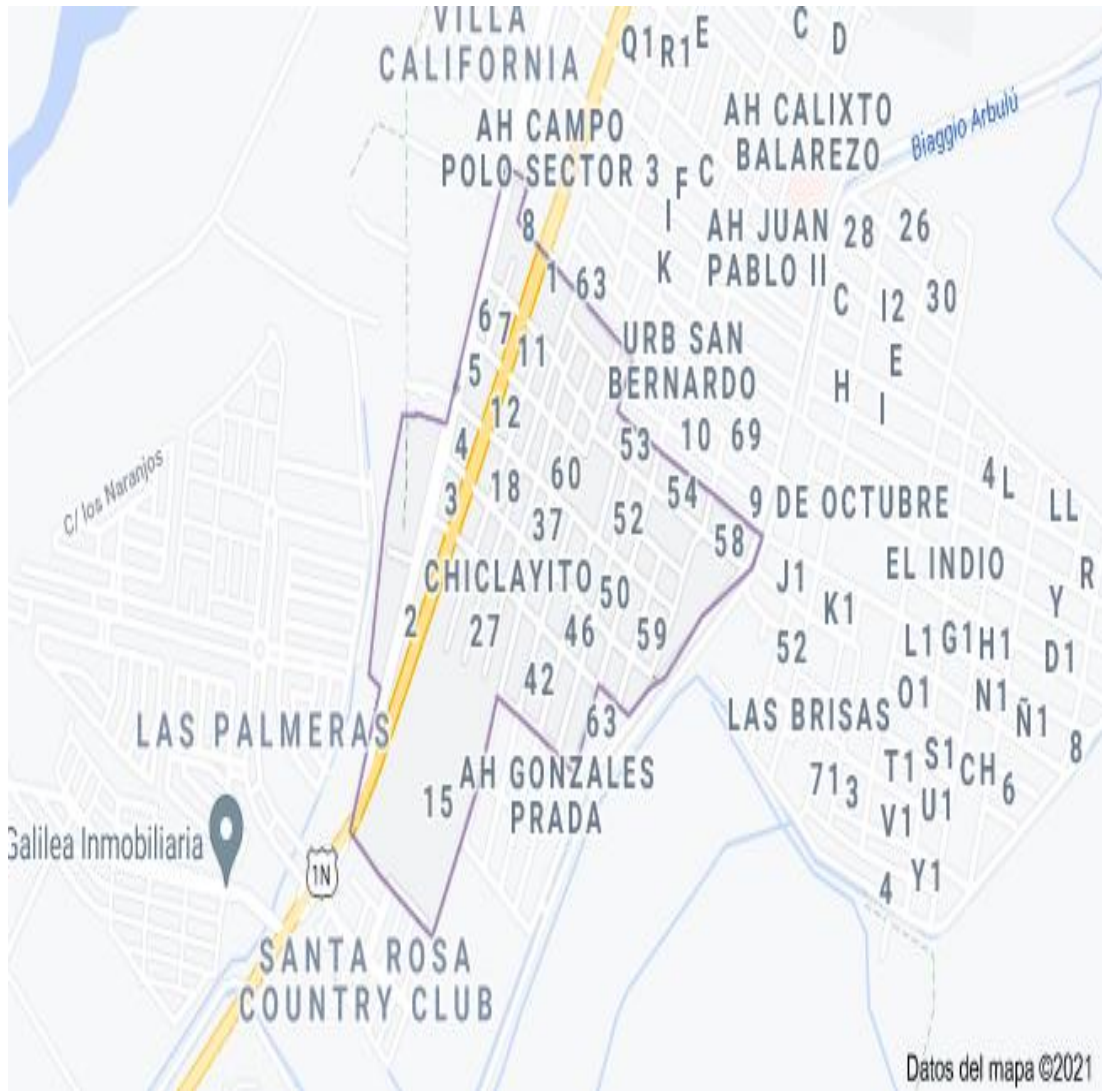 VILLA
CALIFORNIA
Q1
R1
E
C
D
AH CAMPO
POLO SECTOR 3
AH CALIXTO
BALAREZO
Biaggio Arbulú
F
C
I
8
AH JUAN
PABLO II
28
26
K
1
63
C
I2
30
6
7
11
URB SAN
BERNARDO
5
E
H
I
12
4
53
10
69
3
18
60
54
4
L
C/ los Naranjos
37
52
9 DE OCTUBRE
LL
58
CHICLAYITO
50
J1
EL INDIO
R
K1
Y
2
27
46
59
52
L1
G1
H1
D1
42
O1
N1
Ñ1
63
LAS PALMERAS
LAS BRISAS
8
15
AH GONZALES
PRADA
71
3
T1
S1
CH
6
V1
U1
Galilea Inmobiliaria
1N
4
Y1
SANTA ROSA
COUNTRY CLUB
Datos del mapa ©2021